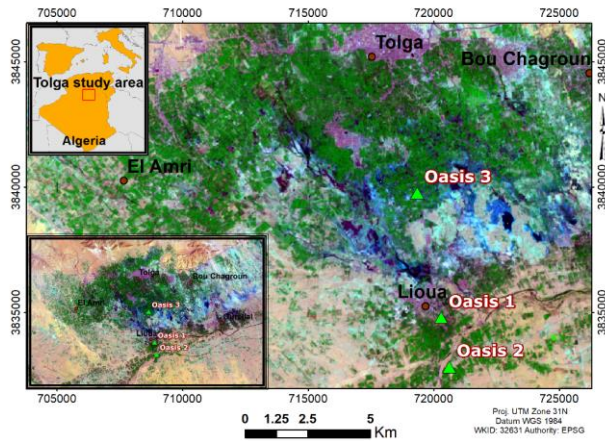 705000 710000 715000 720000 725000
3845000
3840000
3835000
3845000
3840000
3835000
Tolga study area
Algeria
Tolga
Bou Chagroun
N
El Amri
Oasis 3
Lioua
Oasis 1
Oasis 2
Tolga
Bou Chagroun
El Amri
Oasis 3
Oasis 1
Oasis 2
705000 710000 715000 720000 725000
0 1.25 2.5 5
Km
Proj. UTM Zone 31N
Datum WGS 1984
WKID: 32631 Authority: EPSG